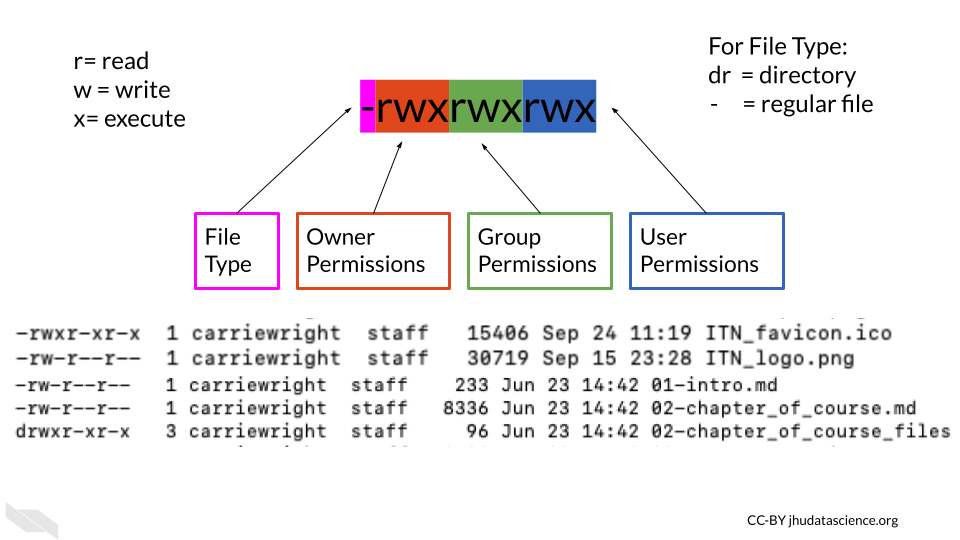 r= read
w = write
x= execute
-rwxrwxrwx
For File Type:
dr = directory
- = regular file
File
Type
Owner
Permissions
Group
Permissions
User
Permissions
-rwxr-xr-x 1 carriewright staff 15406 Sep 24 11:19 ITN_favicon.ico
-rw-r--r-- 1 carriewright staff 30719 Sep 15 23:28 ITN_logo.png
-rw-r--r-- 1 carriewright staff 233 Jun 23 14:42 01-intro.md
-rw-r--r-- 1 carriewright staff 8336 Jun 23 14:42 02-chapter_of_course.md
drwxr-xr-x 3 carriewright staff 96 Jun 23 14:42 02-chapter_of_course_files
CC-BY jhudatascience.org